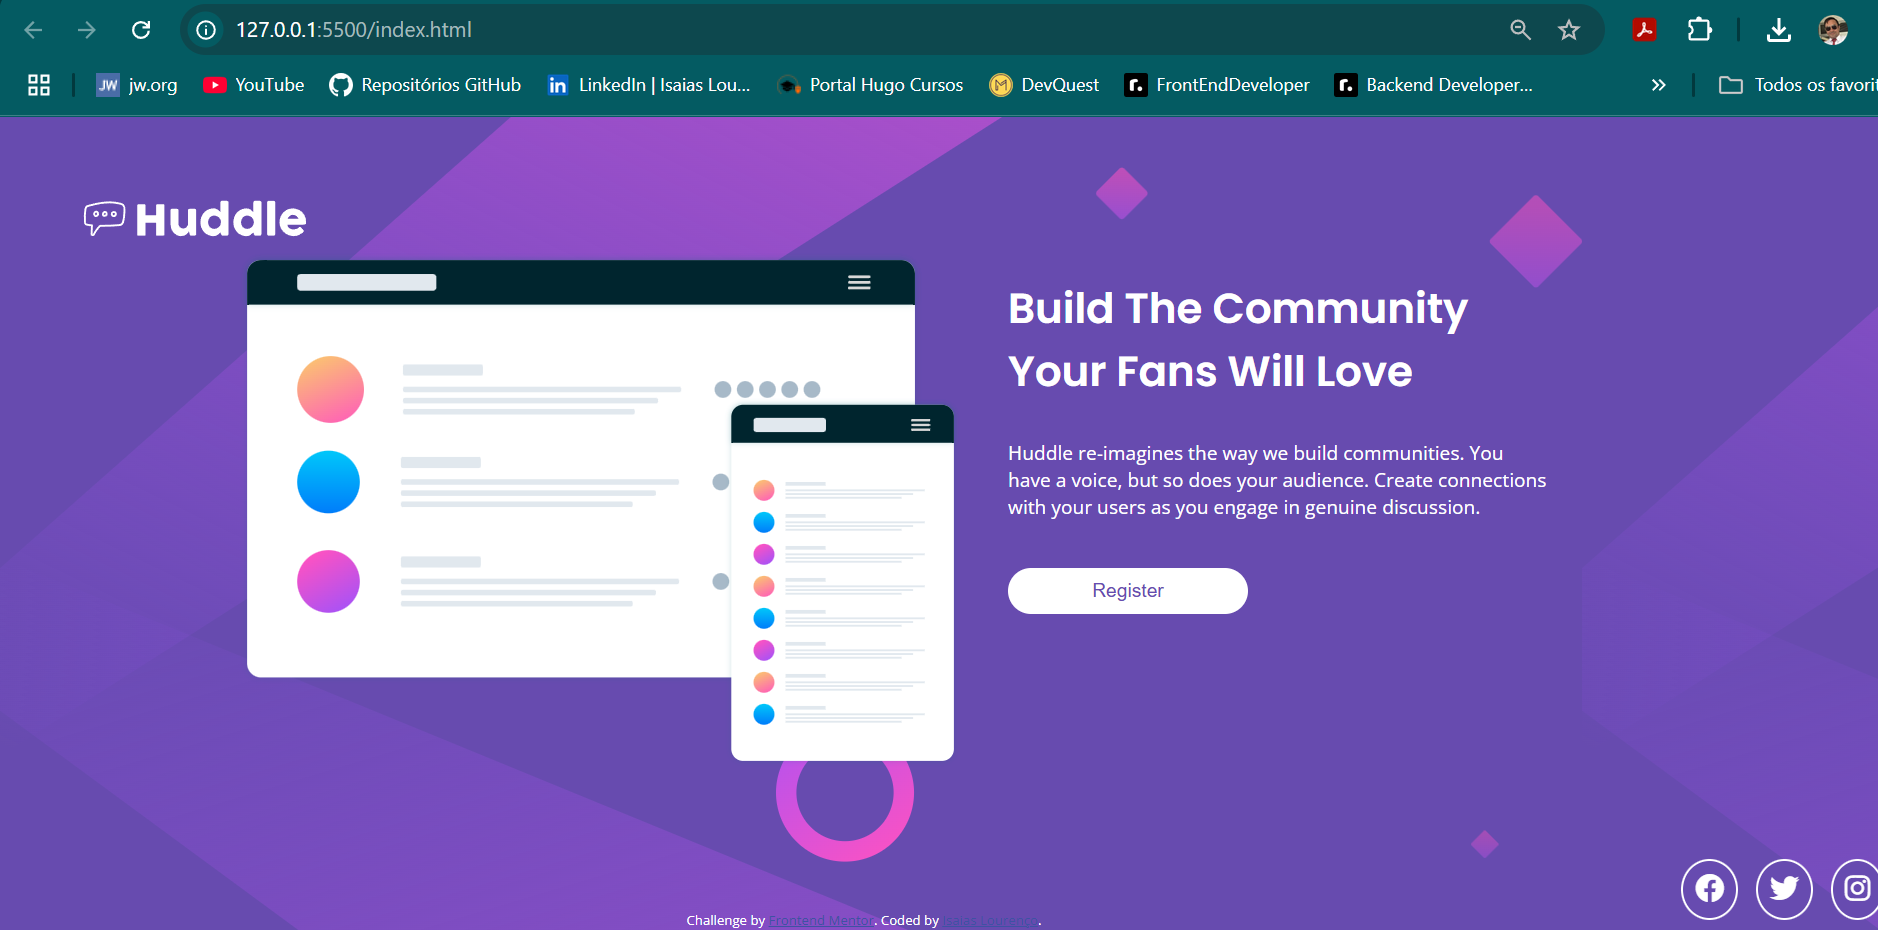 127.0.0.1:5500/index.html
JW jw.org YouTube Repositórios GitHub in LinkedIn | Isaias Lou... Portal Hugo Cursos M DevQuest r. FrontEndDeveloper r. Backend Developer... » Todos os favorit
Huddle
Build The Community
Your Fans Will Love
Huddle re-imagines the way we build communities. You
have a voice, but so does your audience. Create connections
with your users as you engage in genuine discussion.
Register
Challenge by Frontend Mentor. Coded by Isaias Lourenço.